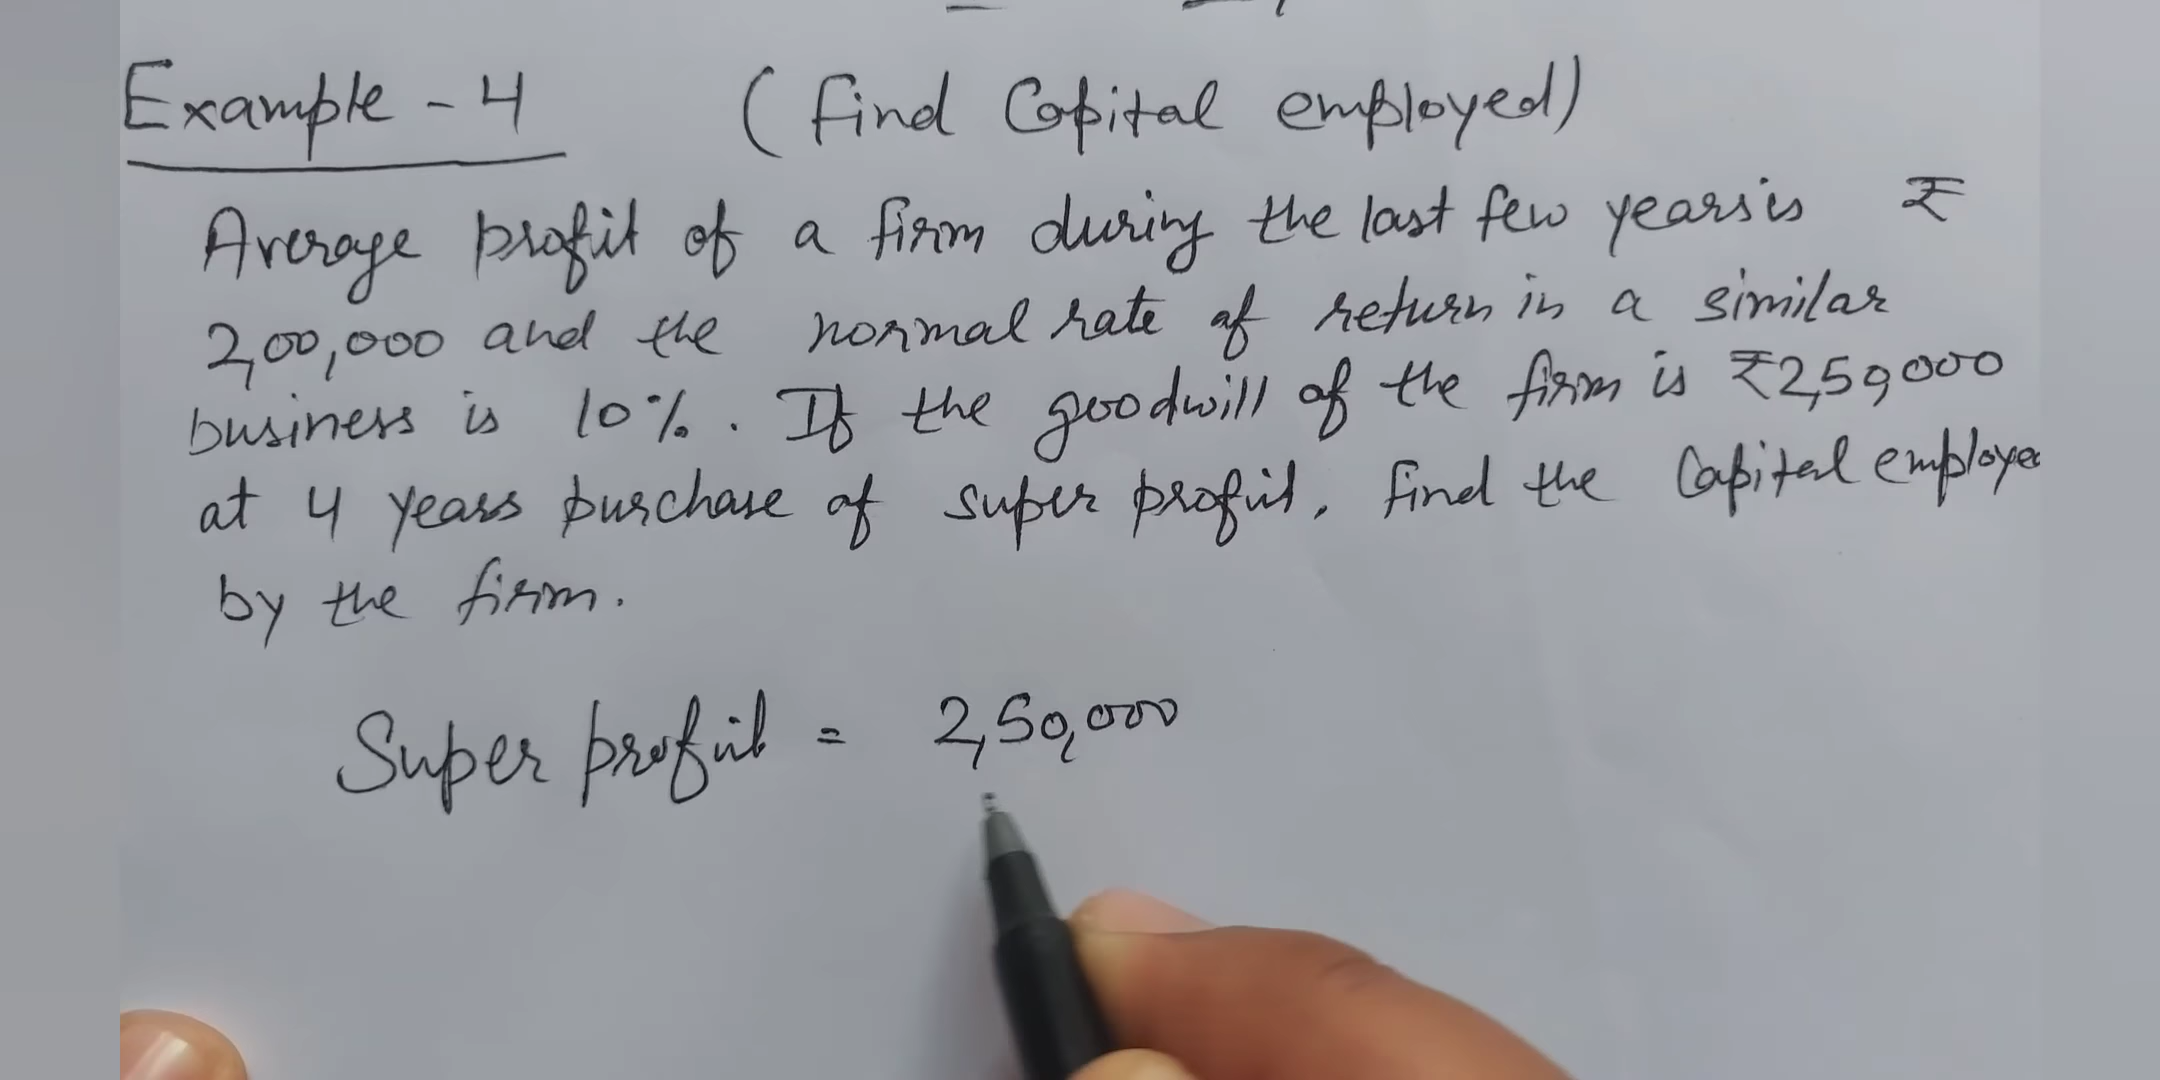 Example - 4 (Find Capital employed)
Average profit of a firm during the last few years is ₹
2,00,000 and the normal rate of return in a similar
business is 10%. If the goodwill of the firm is ₹2,50,000
at 4 years purchase of super profit. Find the Capital employe
by the firm.
Super profit = 2,50,000